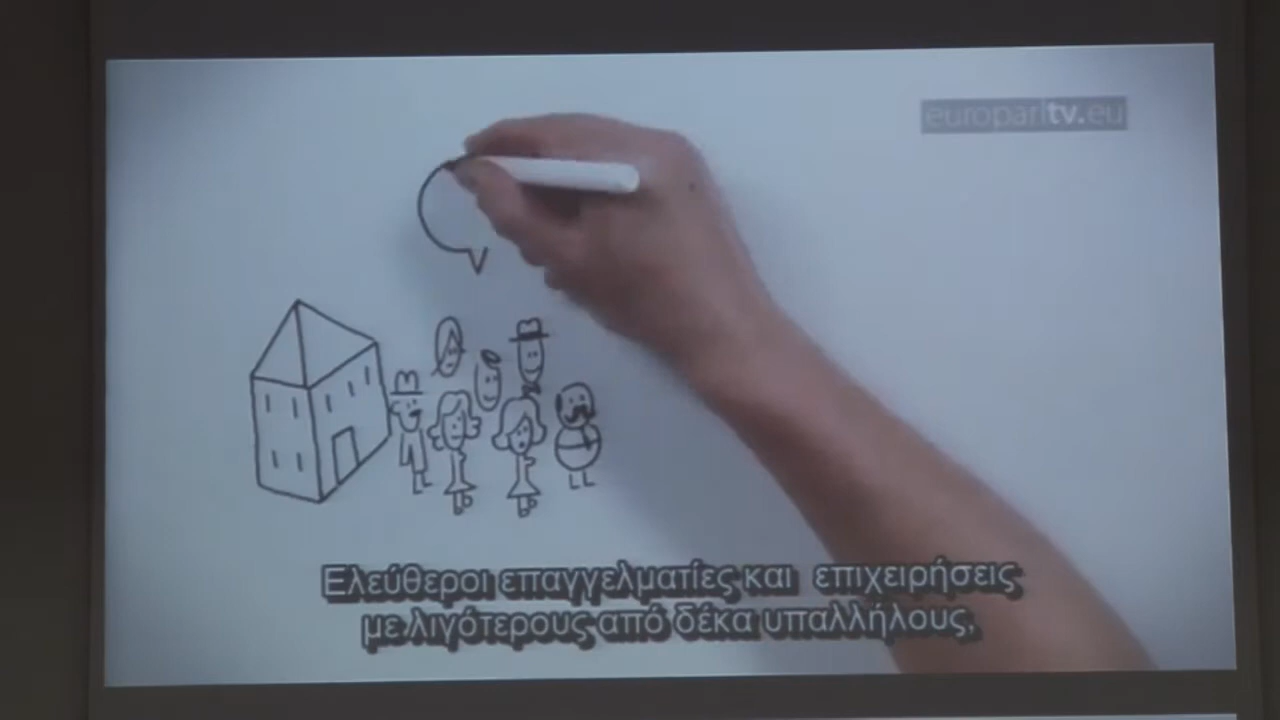 europarltv.eu
Ελεύθεροι επαγγελματίες και επιχειρήσεις
με λιγότερους από δέκα υπαλλήλους,